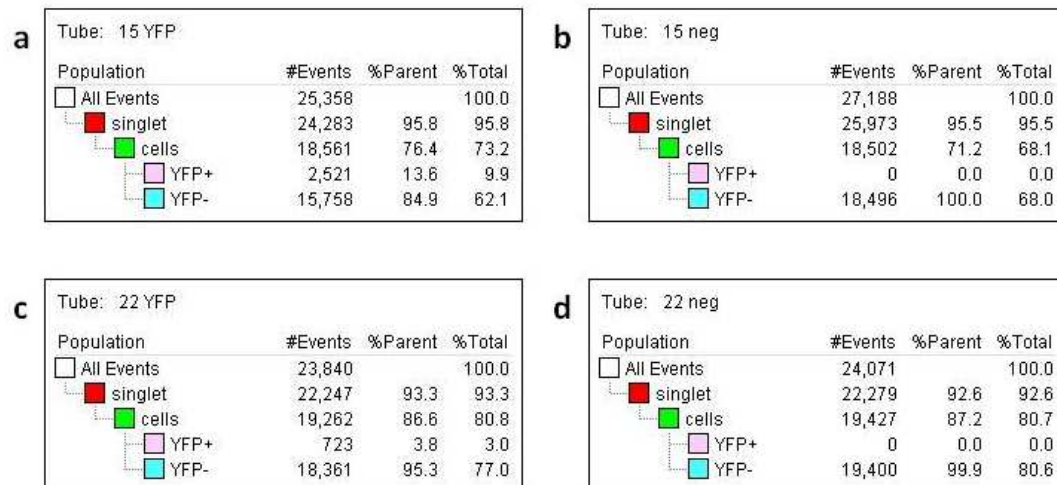 a
Tube: 15 YFP
Population #Events %Parent %Total
All Events 25,358 100.0
singlet 24,283 95.8 95.8
cells 18,561 76.4 73.2
YFP+ 2,521 13.6 9.9
YFP- 15,758 84.9 62.1
b
Tube: 15 neg
Population #Events %Parent %Total
All Events 27,188 100.0
singlet 25,973 95.5 95.5
cells 18,502 71.2 68.1
YFP+ 0 0.0 0.0
YFP- 18,496 100.0 68.0
c
Tube: 22 YFP
Population #Events %Parent %Total
All Events 23,840 100.0
singlet 22,247 93.3 93.3
cells 19,262 86.6 80.8
YFP+ 723 3.8 3.0
YFP- 18,361 95.3 77.0
d
Tube: 22 neg
Population #Events %Parent %Total
All Events 24,071 100.0
singlet 22,279 92.6 92.6
cells 19,427 87.2 80.7
YFP+ 0 0.0 0.0
YFP- 19,400 99.9 80.6